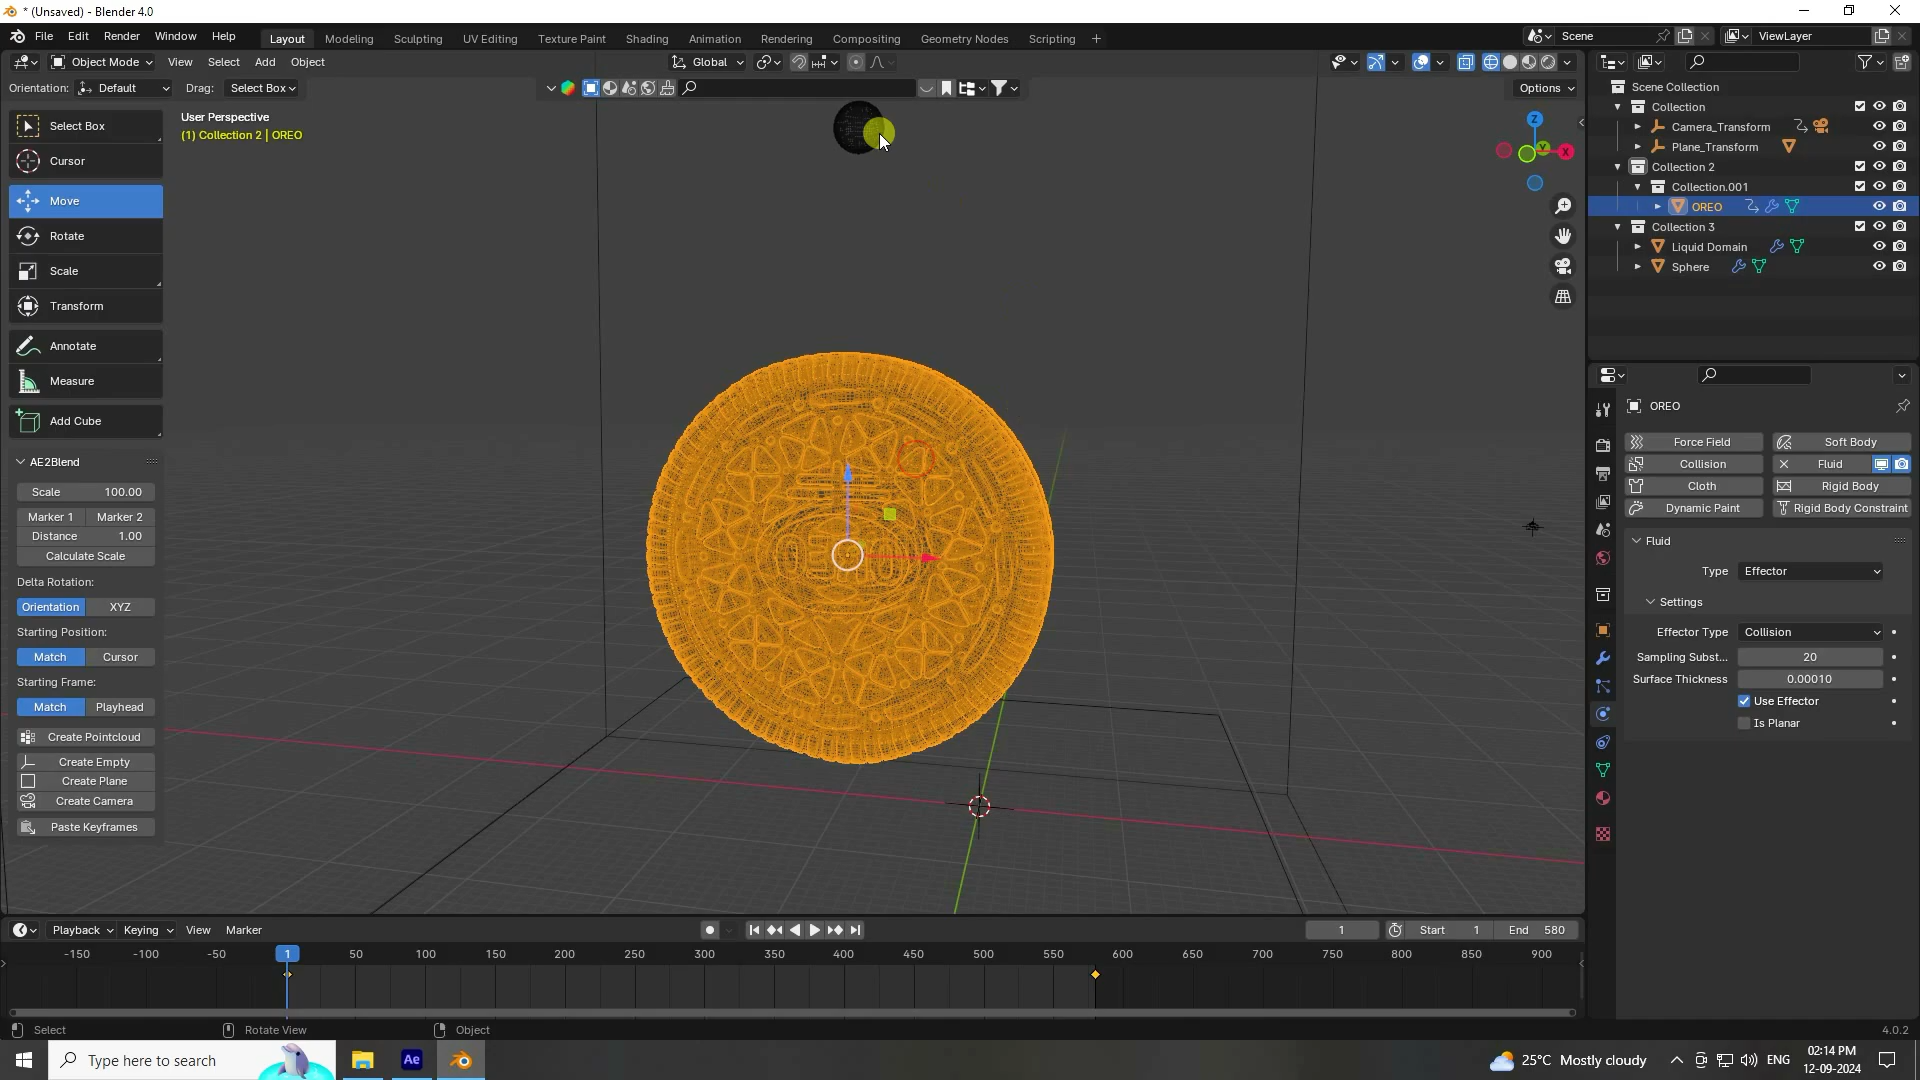 * (Unsaved) - Blender 4.0
File Edit Render Window Help
Layout Modeling Sculpting UV Editing Texture Paint Shading Animation Rendering Compositing Geometry Nodes Scripting +
Scene
ViewLayer
Object Mode View Select Add Object
Global
Orientation: Default Drag: Select Box
Options
Select Box
Cursor
Move
Rotate
Scale
Transform
Annotate
Measure
Add Cube
User Perspective
(1) Collection 2 | OREO
Z
Y
X
AE2Blend
Scale 100.00
Marker 1 Marker 2
Distance 1.00
Calculate Scale
Delta Rotation:
Orientation XYZ
Starting Position:
Match Cursor
Starting Frame:
Match Playhead
Create Pointcloud
Create Empty
Create Plane
Create Camera
Paste Keyframes
Scene Collection
Collection
Camera_Transform
Plane_Transform
Collection 2
Collection.001
OREO
Collection 3
Liquid Domain
Sphere
OREO
Force Field Soft Body
Collision Fluid
Cloth Rigid Body
Dynamic Paint Rigid Body Constraint
Fluid
Type Effector
Settings
Effector Type Collision
Sampling Subst... 20
Surface Thickness 0.00010
Use Effector
Is Planar
Playback Keying View Marker
1 Start 1 End 580
-150 -100 -50 1 50 100 150 200 250 300 350 400 450 500 550 600 650 700 750 800 850 900
Select Rotate View Object
4.0.2
Type here to search
Ae
25°C Mostly cloudy
ENG
02:14 PM
12-09-2024